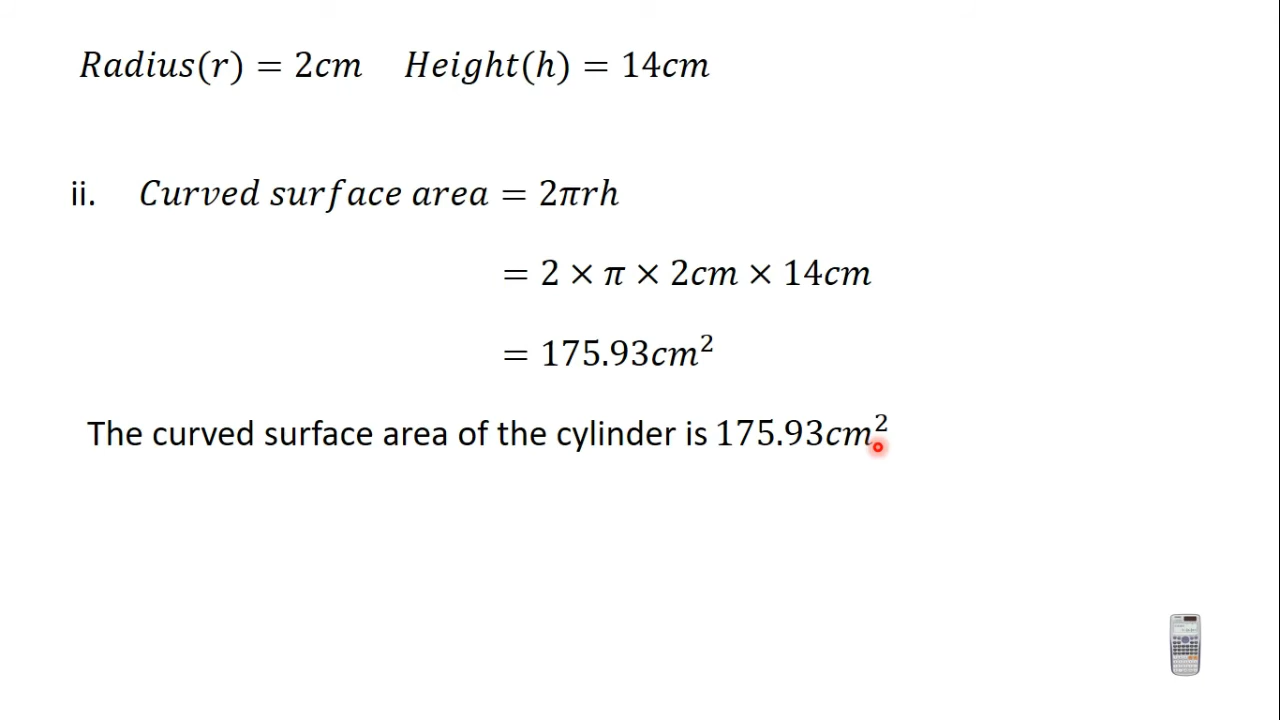 Radius(r) = 2cm Height(h) = 14cm
ii. Curved surface area = 2πrh
= 2 × π × 2cm × 14cm
= 175.93cm²
The curved surface area of the cylinder is 175.93cm²